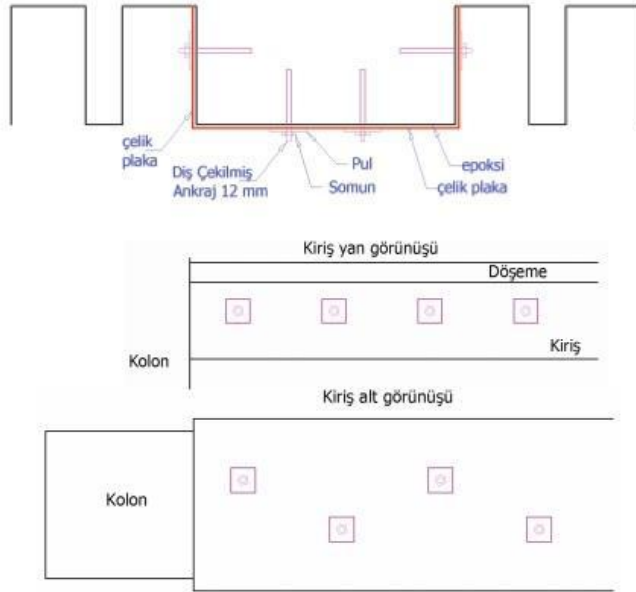 çelik
plaka
Diş Çekilmiş
Ankraj 12 mm
Pul
Somun
epoksi
çelik plaka
Kiriş yan görünüşü
Döşeme
Kiriş
Kolon
Kiriş alt görünüşü
Kolon